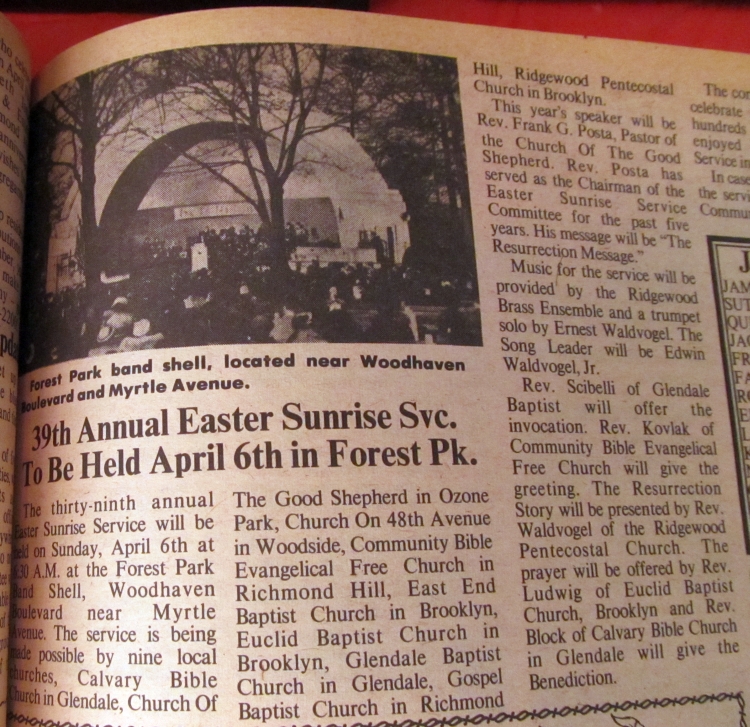 Forest Park band shell, located near Woodhaven
Boulevard and Myrtle Avenue.
39th Annual Easter Sunrise Svc.
To Be Held April 6th in Forest Pk.
The thirty-ninth annual
Easter Sunrise Service will be
held on Sunday, April 6th at
6:30 A.M. at the Forest Park
Band Shell, Woodhaven
Boulevard near Myrtle
Avenue. The service is being
made possible by nine local
churches, Calvary Bible
Church in Glendale, Church Of
The Good Shepherd in Ozone
Park, Church On 48th Avenue
in Woodside, Community Bible
Evangelical Free Church in
Richmond Hill, East End
Baptist Church in Brooklyn,
Euclid Baptist Church in
Brooklyn, Glendale Baptist
Church in Glendale, Gospel
Baptist Church in Richmond
Hill, Ridgewood Pentecostal
Church in Brooklyn.
This year's speaker will be
Rev. Frank G. Posta, Pastor of
the Church Of The Good
Shepherd. Rev. Posta has
served as the Chairman of the
Easter Sunrise Service
Committee for the past five
years. His message will be "The
Resurrection Message."
Music for the service will be
provided by the Ridgewood
Brass Ensemble and a trumpet
solo by Ernest Waldvogel. The
Song Leader will be Edwin
Waldvogel, Jr.
Rev. Scibelli of Glendale
Baptist will offer the
invocation. Rev. Kovlak of
Community Bible Evangelical
Free Church will give the
greeting. The Resurrection
Story will be presented by Rev.
Waldvogel of the Ridgewood
Pentecostal Church. The
prayer will be offered by Rev.
Ludwig of Euclid Baptist
Church, Brooklyn and Rev.
Block of Calvary Bible Church
in Glendale will give the
Benediction.
The con
celebrate
hundreds
enjoyed
Service in
In case
the servi
Commu
J
JAM
SUT
QU
JAC
FR
FA
RO